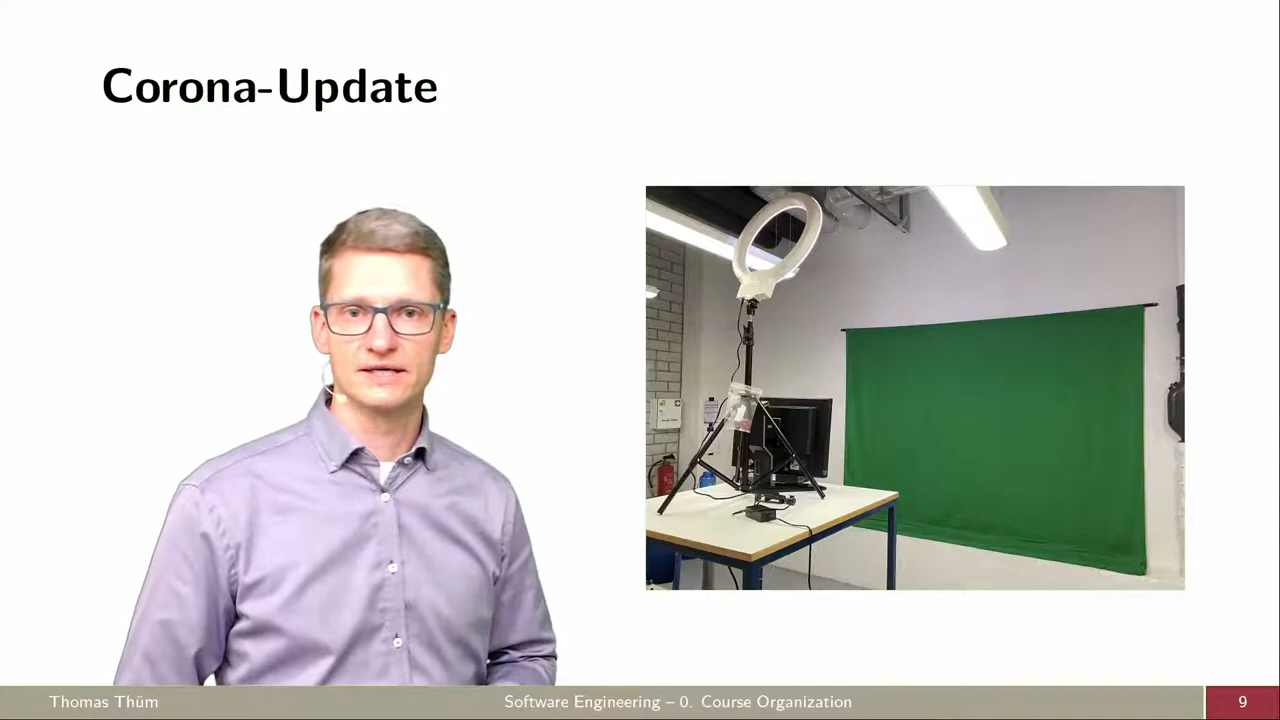 Corona-Update
Thomas Thüm
Software Engineering – 0. Course Organization
9